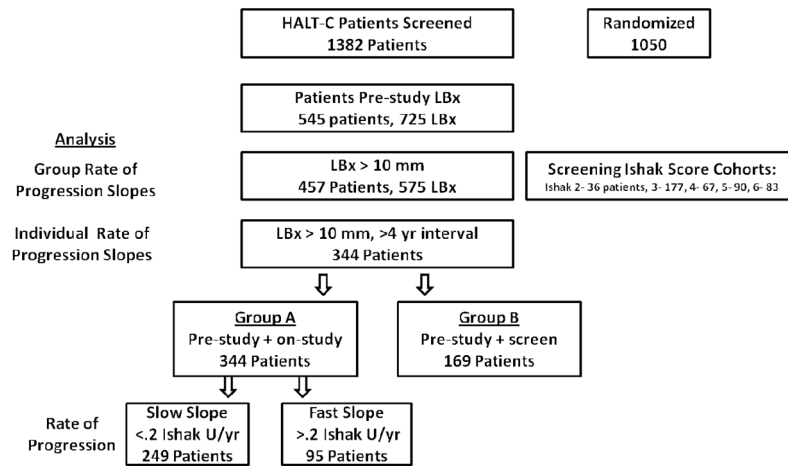 HALT-C Patients Screened
1382 Patients
Randomized
1050
Patients Pre-study LBx
545 patients, 725 LBx
Analysis
Group Rate of
Progression Slopes
LBx > 10 mm
457 Patients, 575 LBx
Screening Ishak Score Cohorts:
Ishak 2- 36 patients, 3- 177, 4- 67, 5- 90, 6- 83
Individual Rate of
Progression Slopes
LBx > 10 mm, >4 yr interval
344 Patients
Group A
Pre-study + on-study
344 Patients
Group B
Pre-study + screen
169 Patients
Rate of
Progression
Slow Slope
<.2 Ishak U/yr
249 Patients
Fast Slope
>.2 Ishak U/yr
95 Patients